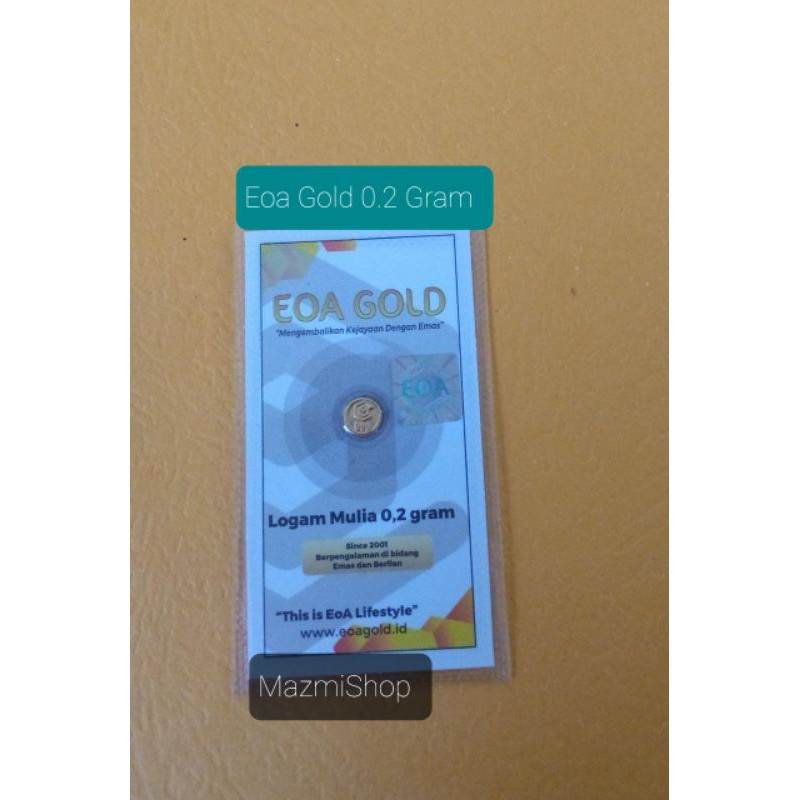 Eoa Gold 0.2 Gram
EOA GOLD
"Mengembalikan Kejayaan Dengan Emas"
EOA
Logam Mulia 0,2 gram
Since 2001
Berpengalaman di bidang
Emas dan Berlian
"This is EoA Lifestyle"
www.eoagold.id
MazmiShop